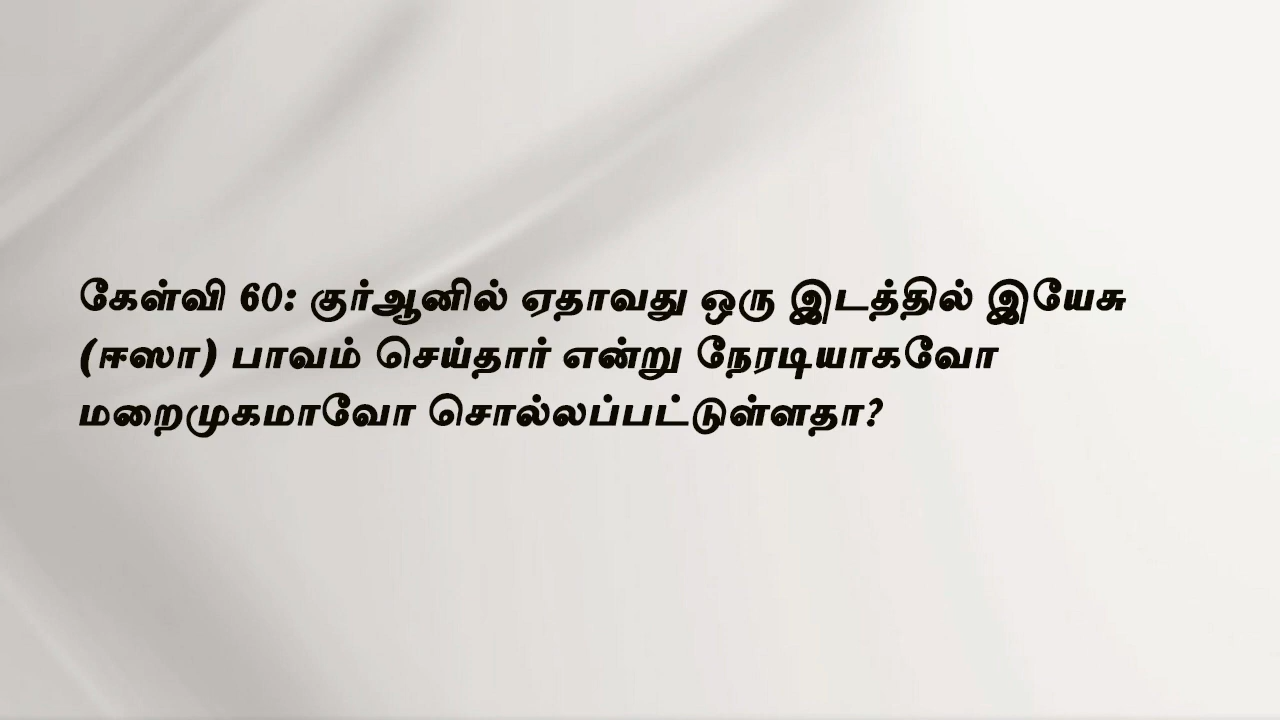 கேள்வி 60: குர்ஆனில் ஏதாவது ஒரு இடத்தில் இயேசு
(ஈஸா) பாவம் செய்தார் என்று நேரடியாகவோ
மறைமுகமாவோ சொல்லப்பட்டுள்ளதா?